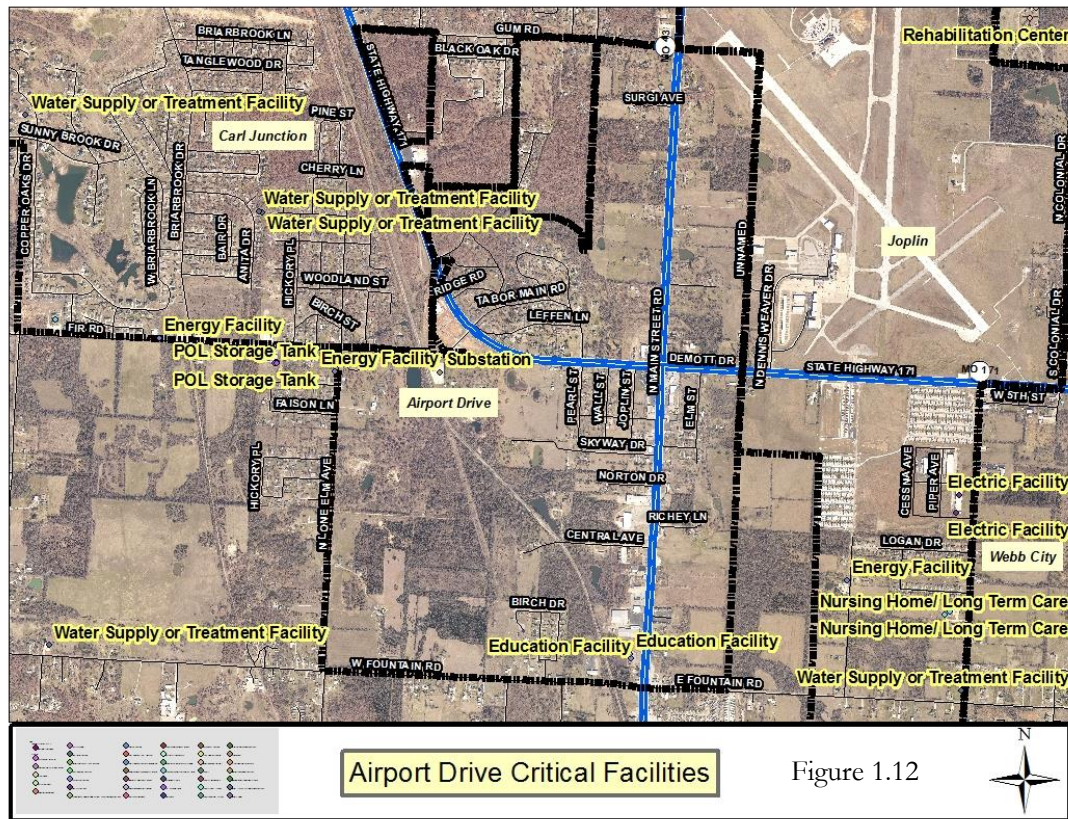 GUM RD
BRIARBROOK LN
BLACK OAK DR
STATE HIGHWAY 171
MO 43
Rehabilitation Center
TANGLEWOOD DR
Water Supply or Treatment Facility
SURGI AVE
PINE ST
SUNNY BROOK DR
Carl Junction
COPPER OAKS DR
BRIARBROOK DR
W BRIARBROOK LN
CHERRY LN
N COLONIAL DR
Water Supply or Treatment Facility
Water Supply or Treatment Facility
BAIR DR
ANITA DR
HICKORY PL
UNNAMED
Joplin
WOODLAND ST
RIDGE RD
TABOR MAIN RD
BIRCH ST
LEFFEN LN
FIR RD
Energy Facility
N MAIN STREET RD
N DENNIS WEAVER DR
S COLONIAL DR
POL Storage Tank
Energy Facility Substation
DEMOTT DR
STATE HIGHWAY 171
MO 171
POL Storage Tank
W 5TH ST
FAISON LN
Airport Drive
PEARL ST
WALL ST
JOPLIN ST
ELM ST
HICKORY PL
SKYWAY DR
N LONE ELM AVE
NORTON DR
CESSNA AVE
PIPER AVE
Electric Facility
RICHEY LN
CENTRAL AVE
Electric Facility
LOGAN DR
Webb City
Energy Facility
BIRCH DR
Nursing Home/ Long Term Care
Water Supply or Treatment Facility
Education Facility
Education Facility
Nursing Home/ Long Term Care
W FOUNTAIN RD
E FOUNTAIN RD
Water Supply or Treatment Facility
Airport Drive Critical Facilities
Figure 1.12
N